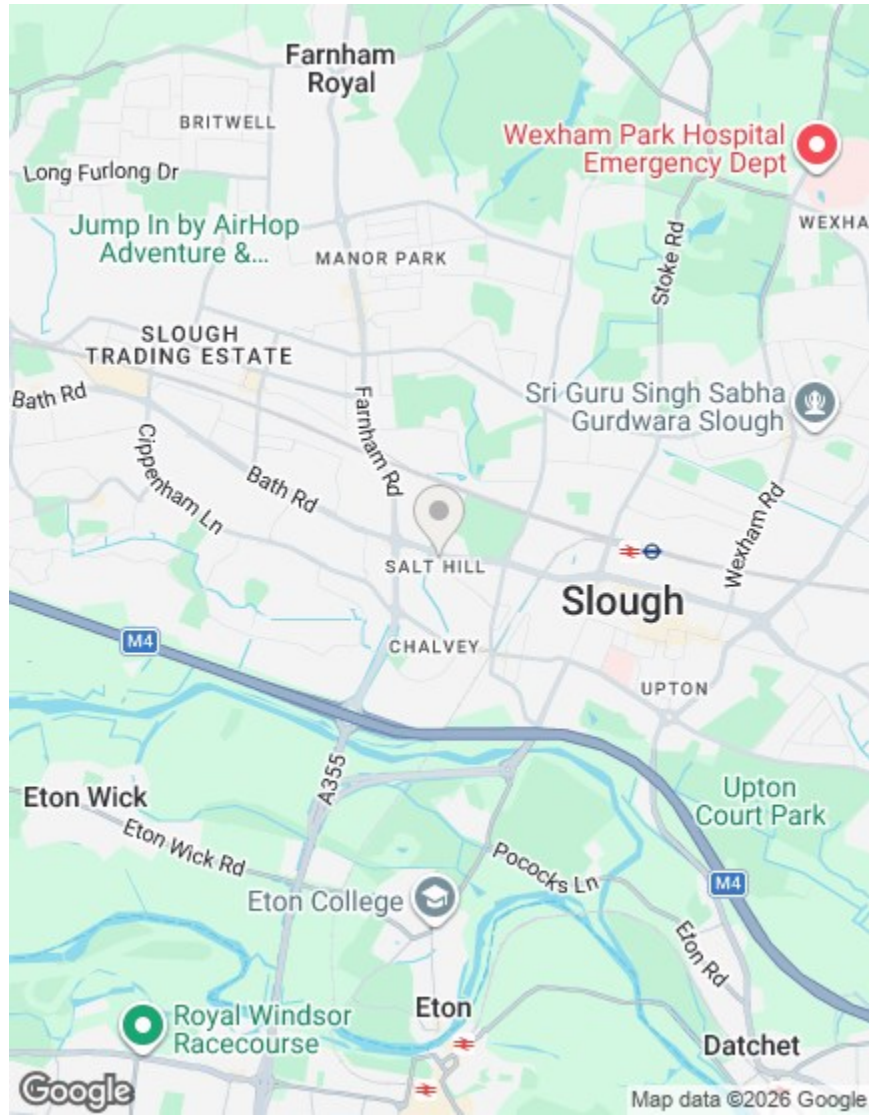 Farnham
Royal
BRITWELL
Wexham Park Hospital
Emergency Dept
Long Furlong Dr
WEXHA
Jump In by AirHop
Adventure &...
MANOR PARK
Stoke Rd
SLOUGH
TRADING ESTATE
Bath Rd
Farnham Rd
Sri Guru Singh Sabha
Gurdwara Slough
Cippenham Ln
Bath Rd
Wexham Rd
SALT HILL
Slough
M4
CHALVEY
UPTON
A355
Eton Wick
Upton
Court Park
Eton Wick Rd
Pococks Ln
M4
Eton College
Eton Rd
Eton
Royal Windsor
Racecourse
Datchet
Google
Map data ©2026 Google